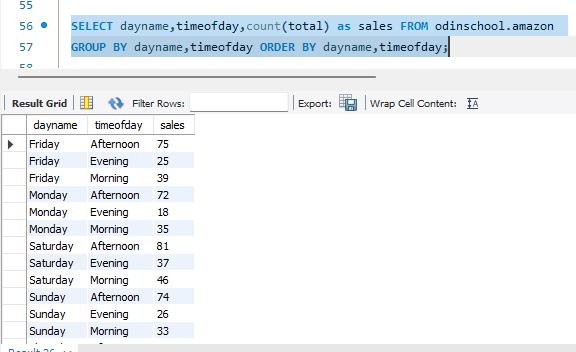 55
56 SELECT dayname,timeofday,count(total) as sales FROM odinschool.amazon
57 GROUP BY dayname,timeofday ORDER BY dayname,timeofday;
58
Result Grid Filter Rows: Export: Wrap Cell Content:
dayname timeofday sales
Friday Afternoon 75
Friday Evening 25
Friday Morning 39
Monday Afternoon 72
Monday Evening 18
Monday Morning 35
Saturday Afternoon 81
Saturday Evening 37
Saturday Morning 46
Sunday Afternoon 74
Sunday Evening 26
Sunday Morning 33